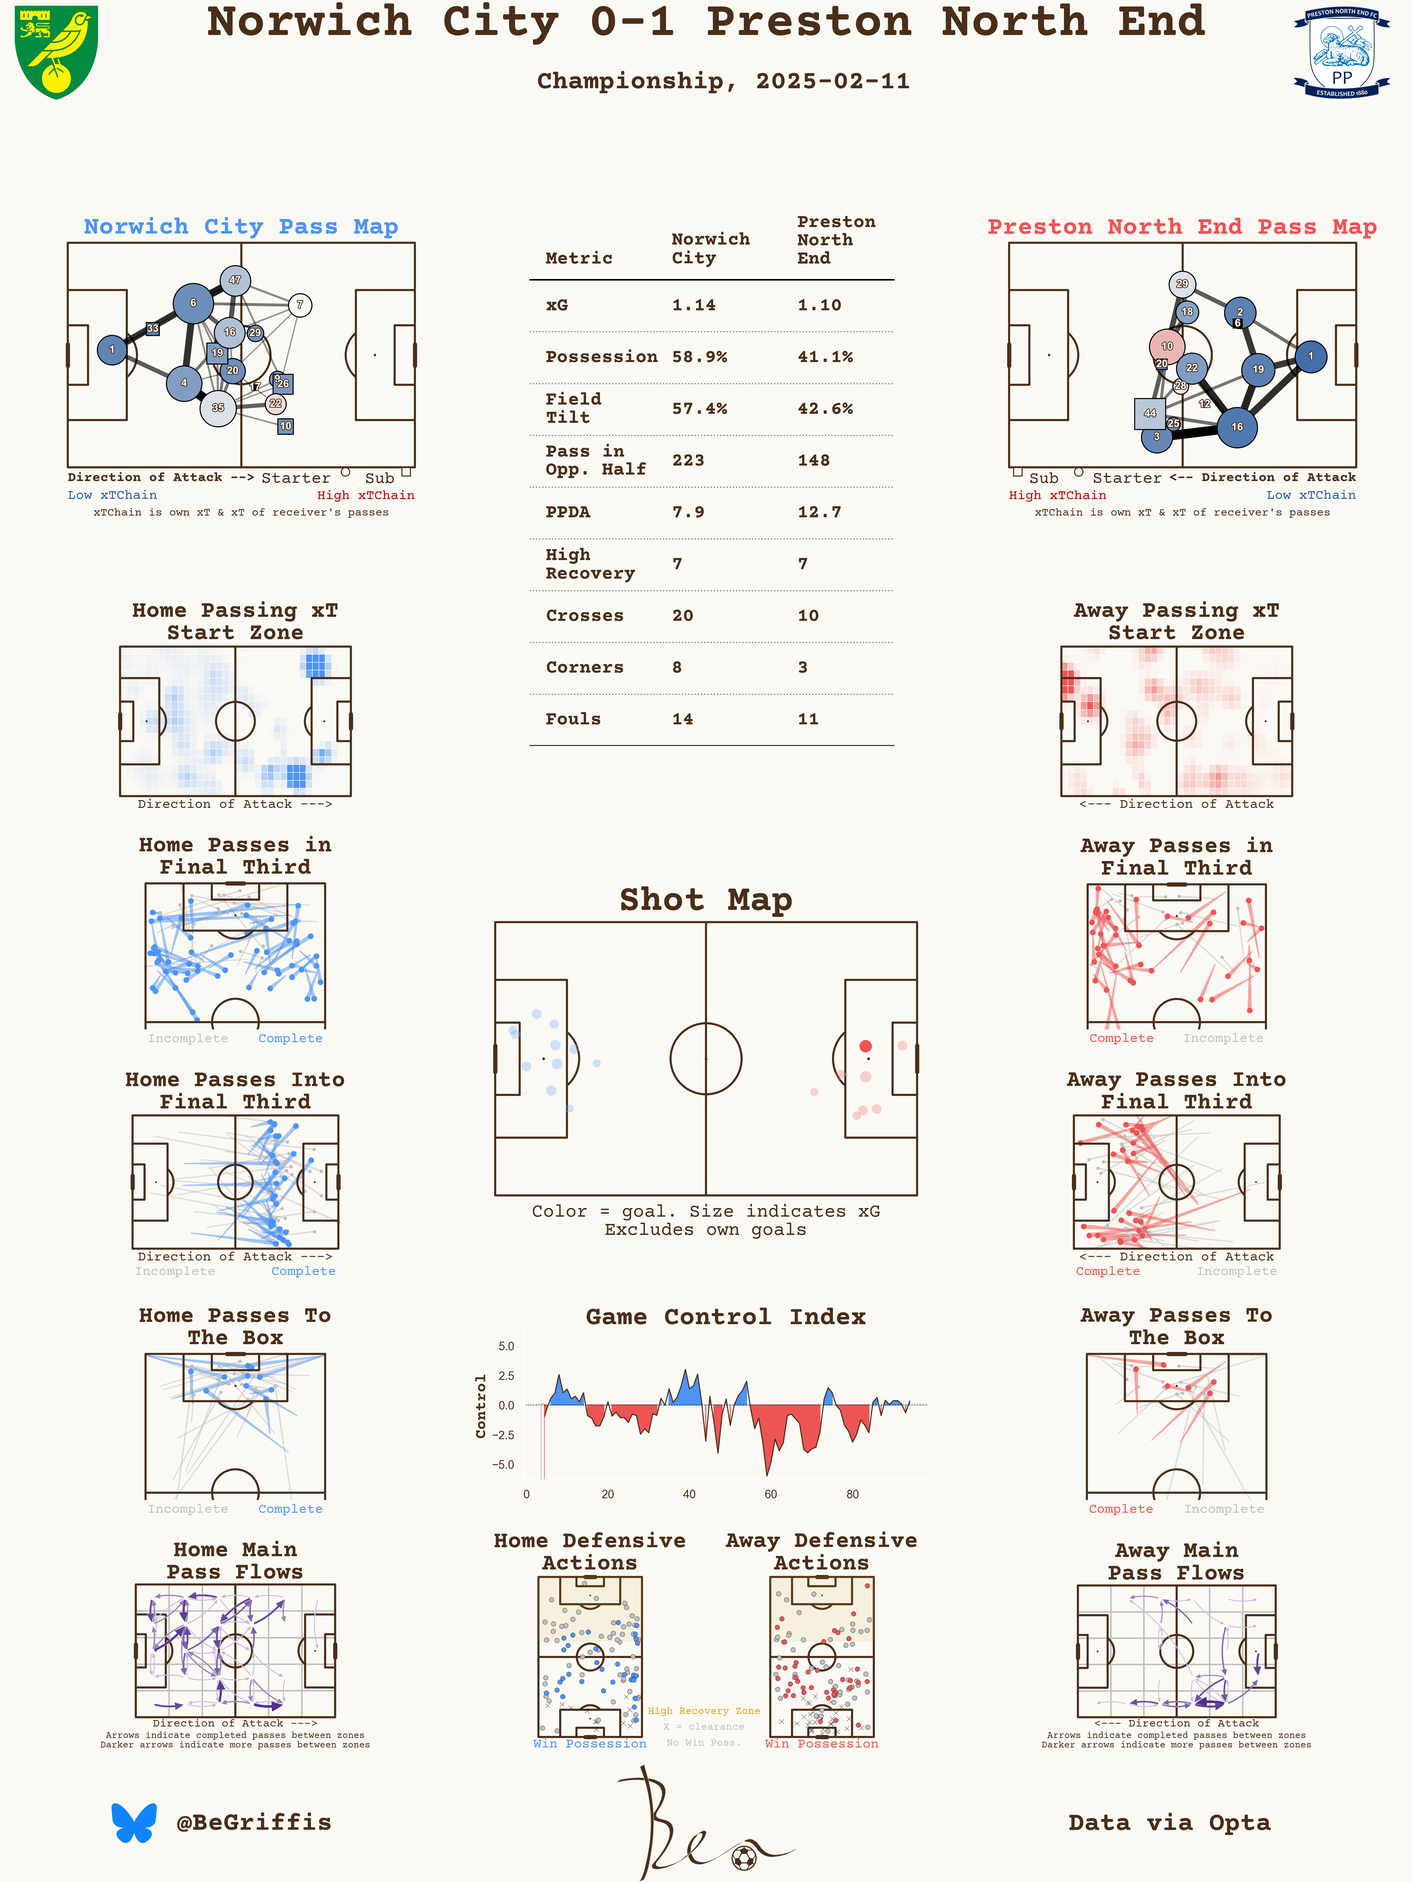 Norwich City 0-1 Preston North End
Championship, 2025-02-11
PRESTON NORTH END FC
PP
ESTABLISHED 1880
Norwich City Pass Map
47
6
7
33
16
29
1
19
20
9
26
4
17
35
22
10
Direction of Attack --> Starter Sub
Low xTChain High xTChain
xTChain is own xT & xT of receiver's passes
Metric Norwich City Preston North End
xG 1.14 1.10
Possession 58.9% 41.1%
Field Tilt 57.4% 42.6%
Pass in Opp. Half 223 148
PPDA 7.9 12.7
High Recovery 7 7
Crosses 20 10
Corners 8 3
Fouls 14 11
Preston North End Pass Map
29
18
2
6
10
1
20
22
19
28
12
44
25
16
3
Sub Starter <-- Direction of Attack
High xTChain Low xTChain
xTChain is own xT & xT of receiver's passes
Home Passing xT
Start Zone
Direction of Attack --->
Away Passing xT
Start Zone
<--- Direction of Attack
Home Passes in
Final Third
Incomplete Complete
Shot Map
Color = goal. Size indicates xG
Excludes own goals
Away Passes in
Final Third
Complete Incomplete
Home Passes Into
Final Third
Direction of Attack --->
Incomplete Complete
Away Passes Into
Final Third
<--- Direction of Attack
Complete Incomplete
Home Passes To
The Box
Incomplete Complete
Game Control Index
Control
5.0
2.5
0.0
−2.5
−5.0
0 20 40 60 80
Away Passes To
The Box
Complete Incomplete
Home Main
Pass Flows
Direction of Attack --->
Arrows indicate completed passes between zones
Darker arrows indicate more passes between zones
Home Defensive
Actions
Win Possession
High Recovery Zone
X = clearance
No Win Poss.
Away Defensive
Actions
Win Possession
Away Main
Pass Flows
<--- Direction of Attack
Arrows indicate completed passes between zones
Darker arrows indicate more passes between zones
@BeGriffis
Ben
Data via Opta